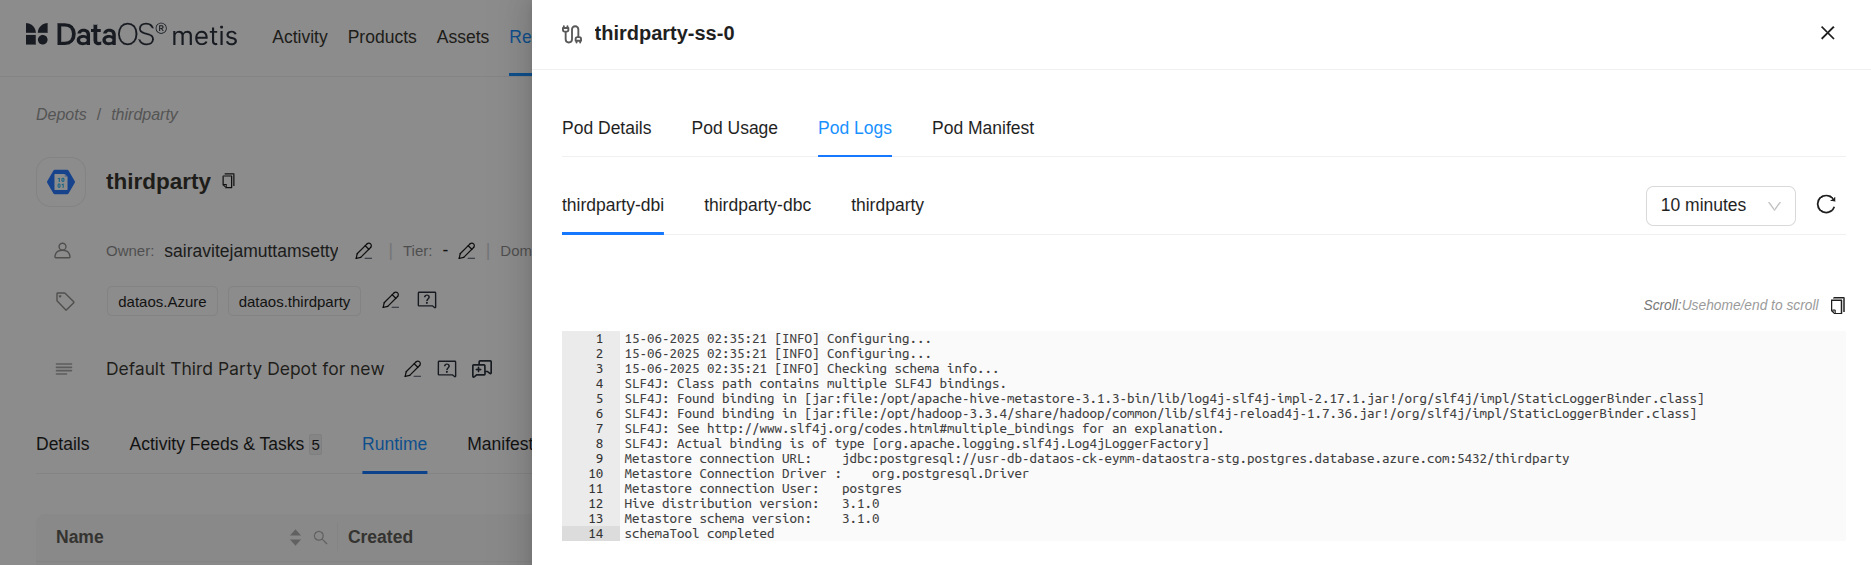 DataOS® metis
Activity
Products
Assets
Re
Depots / thirdparty
thirdparty
Owner: sairavitejamuttamsetty | Tier: - | Dom
dataos.Azure
dataos.thirdparty
Default Third Party Depot for new
Details
Activity Feeds & Tasks 5
Runtime
Manifest
Name
Created
thirdparty-ss-0
Pod Details
Pod Usage
Pod Logs
Pod Manifest
thirdparty-dbi
thirdparty-dbc
thirdparty
10 minutes
Scroll:Usehome/end to scroll
1 15-06-2025 02:35:21 [INFO] Configuring...
2 15-06-2025 02:35:21 [INFO] Configuring...
3 15-06-2025 02:35:21 [INFO] Checking schema info...
4 SLF4J: Class path contains multiple SLF4J bindings.
5 SLF4J: Found binding in [jar:file:/opt/apache-hive-metastore-3.1.3-bin/lib/log4j-slf4j-impl-2.17.1.jar!/org/slf4j/impl/StaticLoggerBinder.class]
6 SLF4J: Found binding in [jar:file:/opt/hadoop-3.3.4/share/hadoop/common/lib/slf4j-reload4j-1.7.36.jar!/org/slf4j/impl/StaticLoggerBinder.class]
7 SLF4J: See http://www.slf4j.org/codes.html#multiple_bindings for an explanation.
8 SLF4J: Actual binding is of type [org.apache.logging.slf4j.Log4jLoggerFactory]
9 Metastore connection URL: jdbc:postgresql://usr-db-dataos-ck-eymm-dataostra-stg.postgres.database.azure.com:5432/thirdparty
10 Metastore Connection Driver : org.postgresql.Driver
11 Metastore connection User: postgres
12 Hive distribution version: 3.1.0
13 Metastore schema version: 3.1.0
14 schemaTool completed